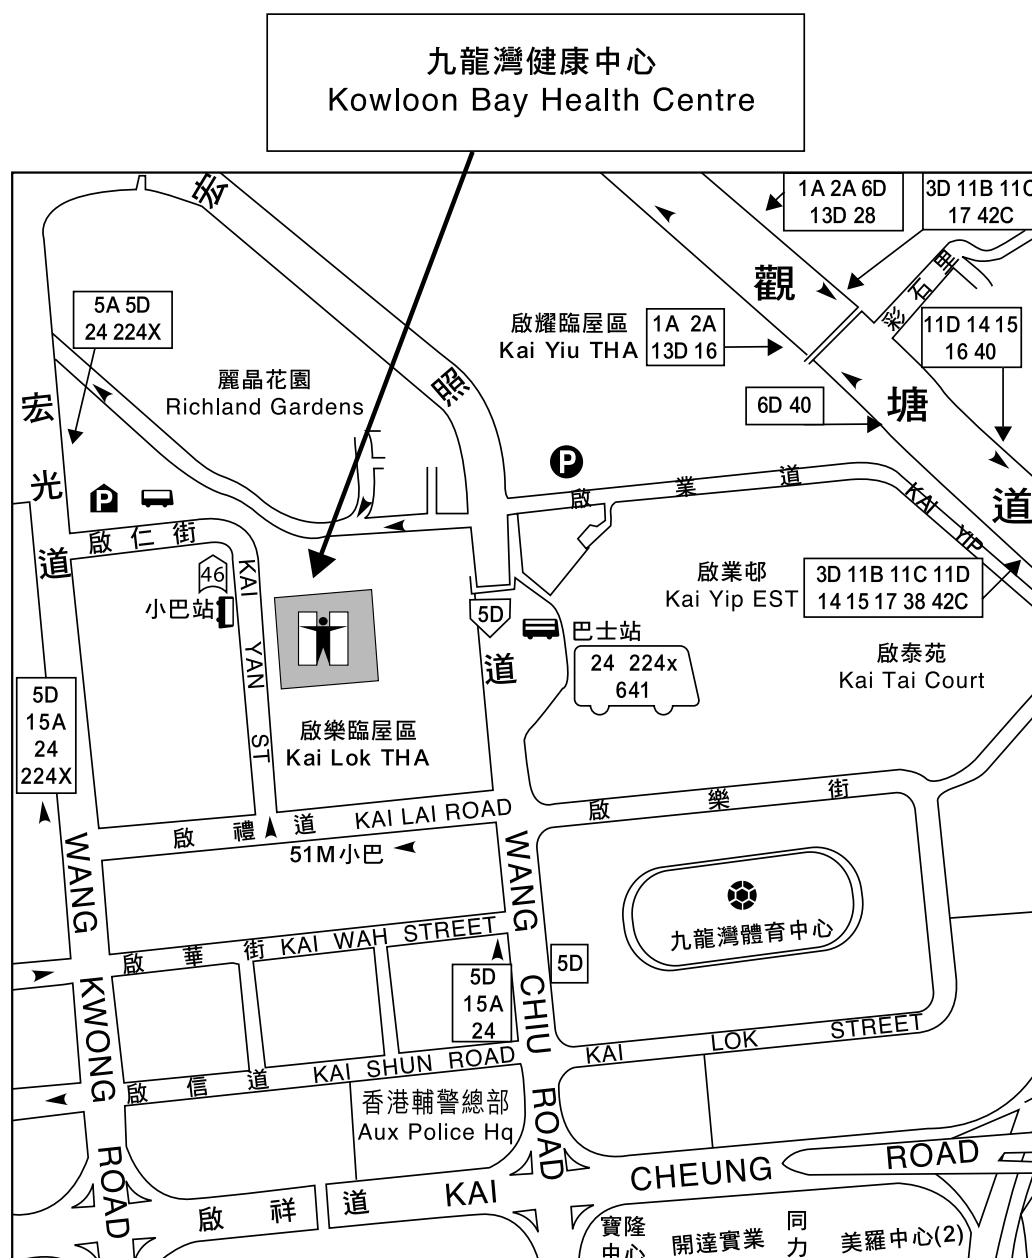 九龍灣健康中心
Kowloon Bay Health Centre
宏
照
道
1A 2A 6D
13D 28
3D 11B 11C
17 42C
彩石里
觀
塘
道
5A 5D
24 224X
啟耀臨屋區
Kai Yiu THA
1A 2A
13D 16
11D 14 15
16 40
麗晶花園
Richland Gardens
6D 40
宏
光
道
P
P
啟業道
KAI YIP
啟仁街
KAI YAN ST
46
小巴站
啟業邨
Kai Yip EST
3D 11B 11C 11D
14 15 17 38 42C
5D
巴士站
24 224x
641
啟泰苑
Kai Tai Court
5D
15A
24
224X
啟樂臨屋區
Kai Lok THA
啟禮道 KAI LAI ROAD
51M小巴
啟樂街
WANG KWONG ROAD
WANG CHIU ROAD
九龍灣體育中心
啟華街 KAI WAH STREET
5D
15A
24
5D
啟信道 KAI SHUN ROAD
KAI LOK STREET
香港輔警總部
Aux Police Hq
啟祥道 KAI CHEUNG ROAD
寶隆
中心
開達實業
同
力
美羅中心(2)